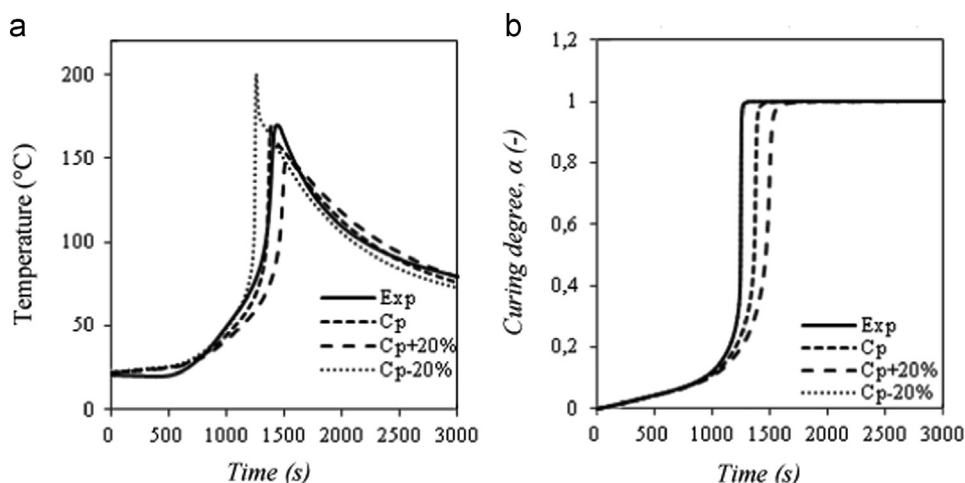 a
Temperature (°C)
200
150
100
50
0
0 500 1000 1500 2000 2500 3000
Time (s)
Exp
Cp
Cp+20%
Cp-20%
b
Curing degree, α (-)
1,2
1
0,8
0,6
0,4
0,2
0
0 500 1000 1500 2000 2500 3000
Time (s)
Exp
Cp
Cp+20%
Cp-20%